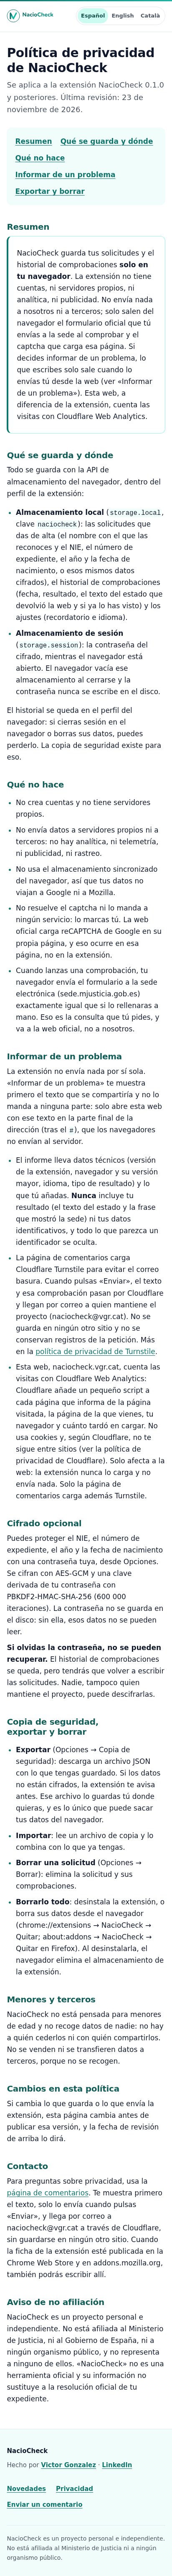 NacioCheck
Español English Català
Política de privacidad
de NacioCheck
Se aplica a la extensión NacioCheck 0.1.0
y posteriores. Última revisión: 23 de
noviembre de 2026.
Resumen Qué se guarda y dónde
Qué no hace
Informar de un problema
Exportar y borrar
Resumen
NacioCheck guarda tus solicitudes y el
historial de comprobaciones solo en
tu navegador. La extensión no tiene
cuentas, ni servidores propios, ni
analítica, ni publicidad. No envía nada
a nosotros ni a terceros; solo salen del
navegador el formulario oficial que tú
envías a la sede al comprobar y el
captcha que carga esa página. Si
decides informar de un problema, lo
que escribes solo sale cuando lo
envías tú desde la web (ver «Informar
de un problema»). Esta web, a
diferencia de la extensión, cuenta las
visitas con Cloudflare Web Analytics.
Qué se guarda y dónde
Todo se guarda con la API de
almacenamiento del navegador, dentro del
perfil de la extensión:
• Almacenamiento local (storage.local,
clave naciocheck): las solicitudes que
das de alta (el nombre con el que las
reconoces y el NIE, el número de
expediente, el año y la fecha de
nacimiento, o esos mismos datos
cifrados), el historial de comprobaciones
(fecha, resultado, el texto del estado que
devolvió la web y si ya lo has visto) y los
ajustes (recordatorio e idioma).
• Almacenamiento de sesión
(storage.session): la contraseña del
cifrado, mientras el navegador está
abierto. El navegador vacía ese
almacenamiento al cerrarse y la
contraseña nunca se escribe en el disco.
El historial se queda en el perfil del
navegador: si cierras sesión en el
navegador o borras sus datos, puedes
perderlo. La copia de seguridad existe para
eso.
Qué no hace
• No crea cuentas y no tiene servidores
propios.
• No envía datos a servidores propios ni a
terceros: no hay analítica, ni telemetría,
ni publicidad, ni rastreo.
• No usa el almacenamiento sincronizado
del navegador, así que tus datos no
viajan a Google ni a Mozilla.
• No resuelve el captcha ni lo manda a
ningún servicio: lo marcas tú. La web
oficial carga reCAPTCHA de Google en su
propia página, y eso ocurre en esa
página, no en la extensión.
• Cuando lanzas una comprobación, tu
navegador envía el formulario a la sede
electrónica (sede.mjusticia.gob.es)
exactamente igual que si lo rellenaras a
mano. Eso es la consulta que tú pides, y
va a la web oficial, no a nosotros.
Informar de un problema
La extensión no envía nada por sí sola.
«Informar de un problema» te muestra
primero el texto que se compartiría y no lo
manda a ninguna parte: solo abre esta web
con ese texto en la parte final de la
dirección (tras el #), que los navegadores
no envían al servidor.
• El informe lleva datos técnicos (versión
de la extensión, navegador y su versión
mayor, idioma, tipo de resultado) y lo
que tú añadas. Nunca incluye tu
resultado (el texto del estado y la frase
que mostró la sede) ni tus datos
identificativos, y todo lo que parezca un
identificador se oculta.
• La página de comentarios carga
Cloudflare Turnstile para evitar el correo
basura. Cuando pulsas «Enviar», el texto
y esa comprobación pasan por Cloudflare
y llegan por correo a quien mantiene el
proyecto (naciocheck@vgr.cat). No se
guarda en ningún otro sitio y no se
conservan registros de la petición. Más
en la política de privacidad de Turnstile.
• Esta web, naciocheck.vgr.cat, cuenta las
visitas con Cloudflare Web Analytics:
Cloudflare añade un pequeño script a
cada página que informa de la página
visitada, la página de la que vienes, tu
navegador y cuánto tardó en cargar. No
usa cookies y, según Cloudflare, no te
sigue entre sitios (ver la política de
privacidad de Cloudflare). Solo afecta a la
web: la extensión nunca lo carga y no
envía nada. Solo la página de
comentarios carga además Turnstile.
Cifrado opcional
Puedes proteger el NIE, el número de
expediente, el año y la fecha de nacimiento
con una contraseña tuya, desde Opciones.
Se cifran con AES-GCM y una clave
derivada de tu contraseña con
PBKDF2-HMAC-SHA-256 (600 000
iteraciones). La contraseña no se guarda en
el disco: sin ella, esos datos no se pueden
leer.
Si olvidas la contraseña, no se pueden
recuperar. El historial de comprobaciones
se queda, pero tendrás que volver a escribir
las solicitudes. Nadie, tampoco quien
mantiene el proyecto, puede descifrarlas.
Copia de seguridad,
exportar y borrar
• Exportar (Opciones → Copia de
seguridad): descarga un archivo JSON
con lo que tengas guardado. Si los datos
no están cifrados, la extensión te avisa
antes. Ese archivo lo guardas tú donde
quieras, y es lo único que puede sacar
tus datos del navegador.
• Importar: lee un archivo de copia y lo
combina con lo que ya tengas.
• Borrar una solicitud (Opciones →
Borrar): elimina la solicitud y sus
comprobaciones.
• Borrarlo todo: desinstala la extensión, o
borra sus datos desde el navegador
(chrome://extensions → NacioCheck →
Quitar; about:addons → NacioCheck →
Quitar en Firefox). Al desinstalarla, el
navegador elimina el almacenamiento de
la extensión.
Menores y terceros
NacioCheck no está pensada para menores
de edad y no recoge datos de nadie: no hay
a quién cederlos ni con quién compartirlos.
No se venden ni se transfieren datos a
terceros, porque no se recogen.
Cambios en esta política
Si cambia lo que guarda o lo que envía la
extensión, esta página cambia antes de
publicar esa versión, y la fecha de revisión
de arriba lo dirá.
Contacto
Para preguntas sobre privacidad, usa la
página de comentarios. Te muestra primero
el texto, solo lo envía cuando pulsas
«Enviar», y llega por correo a
naciocheck@vgr.cat a través de Cloudflare,
sin guardarse en ningún otro sitio. Cuando
la ficha de la extensión esté publicada en la
Chrome Web Store y en addons.mozilla.org,
también podrás escribir allí.
Aviso de no afiliación
NacioCheck es un proyecto personal e
independiente. No está afiliada al Ministerio
de Justicia, ni al Gobierno de España, ni a
ningún organismo público, y no representa
a ninguno de ellos. «NacioCheck» no es una
herramienta oficial y su información no
sustituye a la resolución oficial de tu
expediente.
NacioCheck
Hecho por Victor Gonzalez · LinkedIn
Novedades Privacidad
Enviar un comentario
NacioCheck es un proyecto personal e independiente.
No está afiliada al Ministerio de Justicia ni a ningún
organismo público.